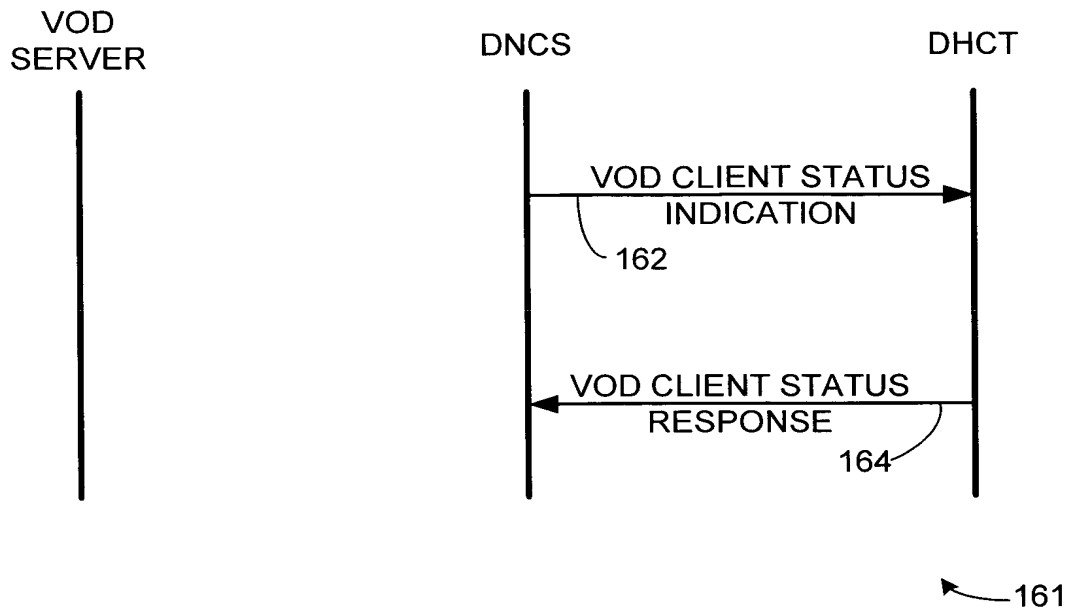 VOD
SERVER
DNCS
DHCT
VOD CLIENT STATUS
INDICATION
162
VOD CLIENT STATUS
RESPONSE
164
161